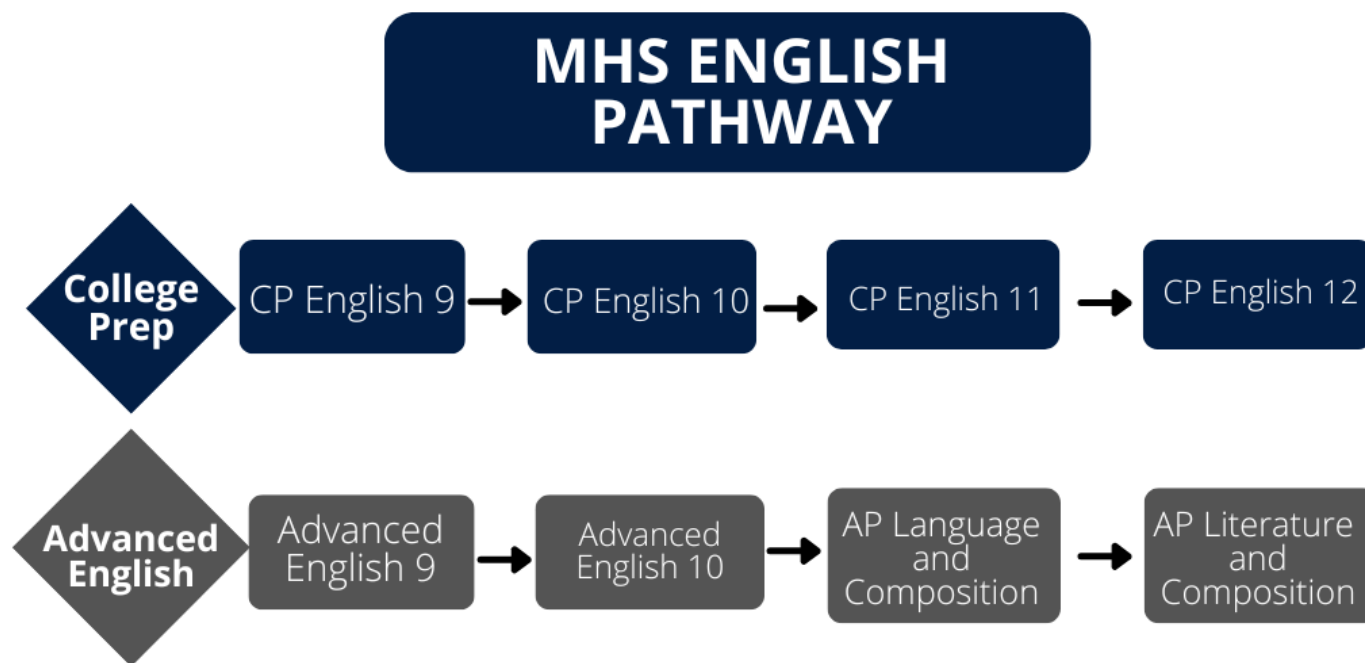 MHS ENGLISH
PATHWAY
College
Prep
CP English 9
CP English 10
CP English 11
CP English 12
Advanced
English
Advanced
English 9
Advanced
English 10
AP Language
and
Composition
AP Literature
and
Composition